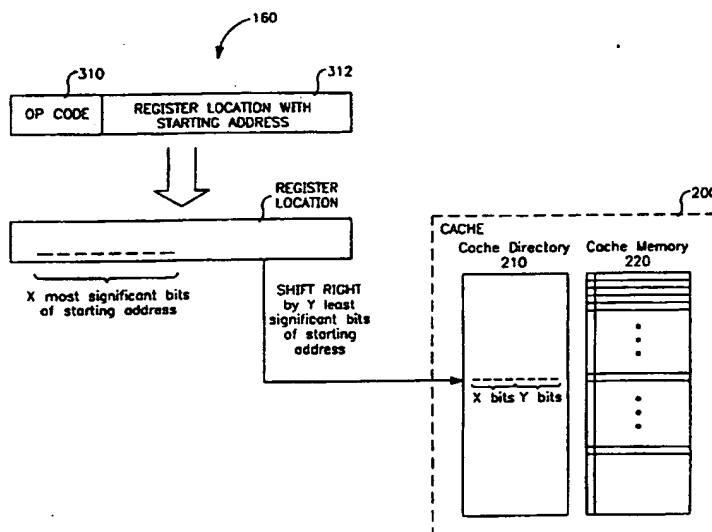 160
310
312
OP CODE
REGISTER LOCATION WITH
STARTING ADDRESS
REGISTER
LOCATION
X most significant bits
of starting address
SHIFT RIGHT
by Y least
significant bits
of starting
address
200
CACHE
Cache Directory
210
Cache Memory
220
X bits Y bits